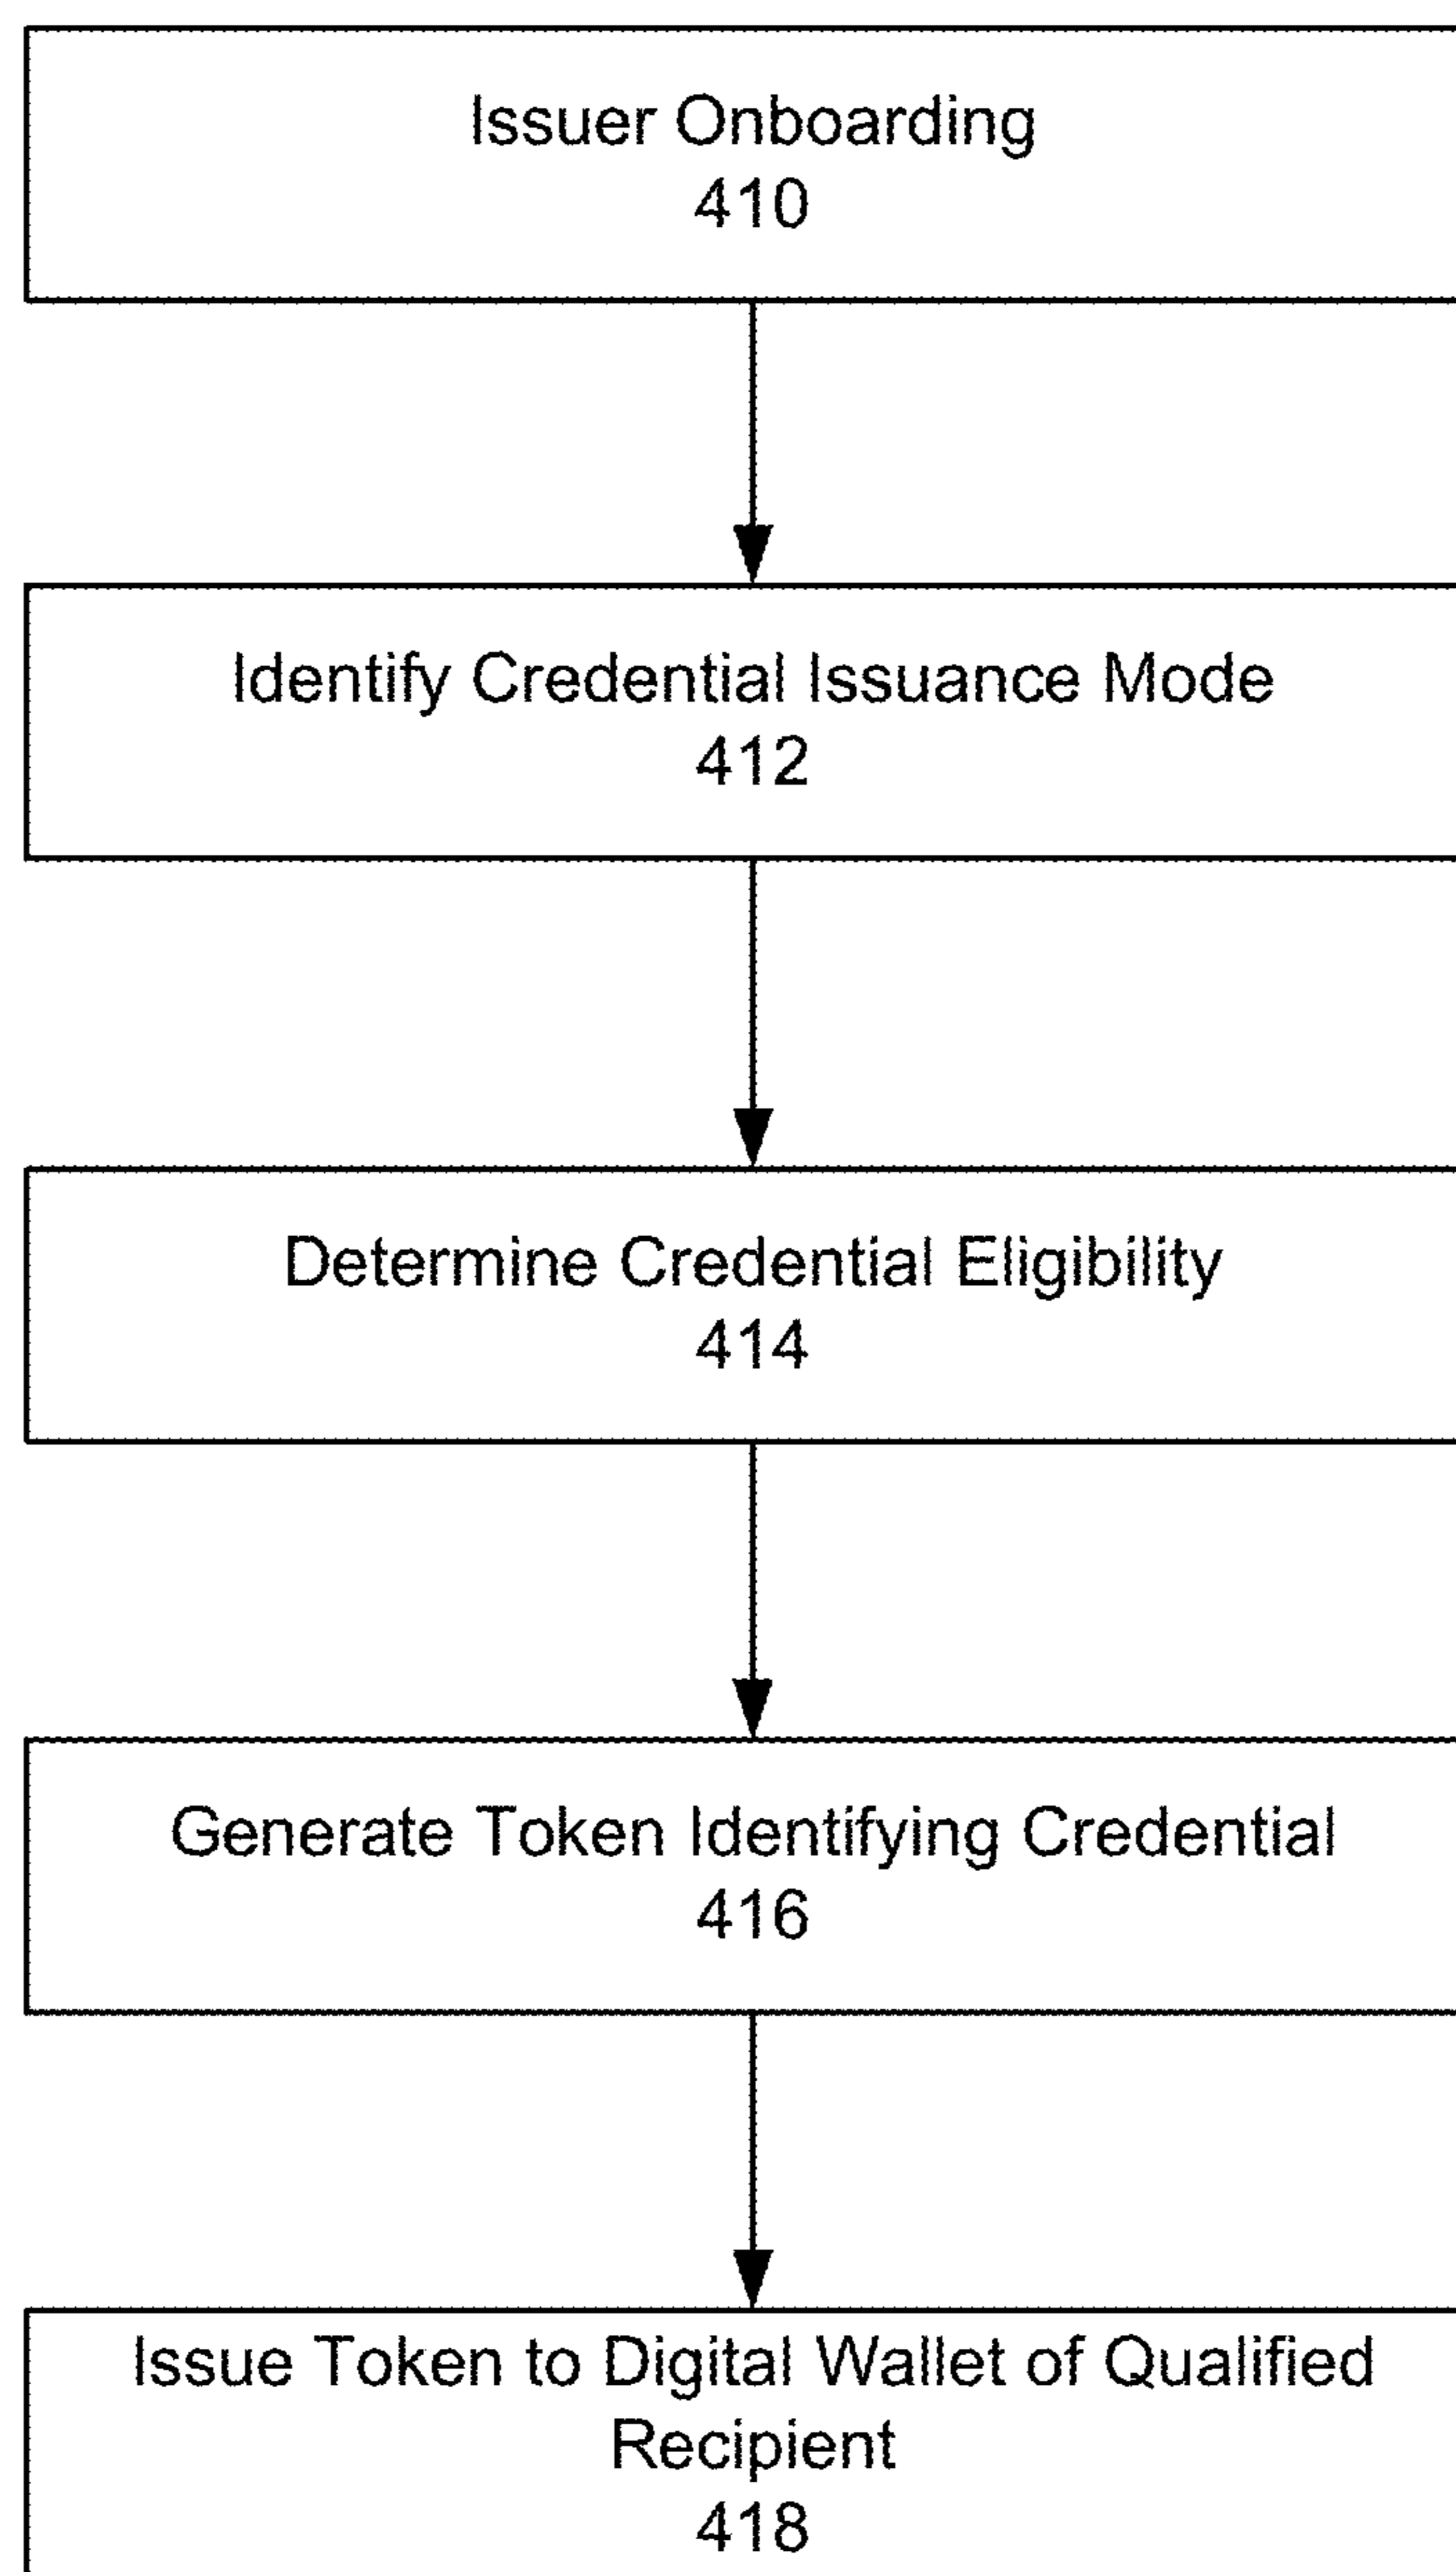 Issuer Onboarding
410
Identify Credential Issuance Mode
412
Determine Credential Eligibility
414
Generate Token Identifying Credential
416
Issue Token to Digital Wallet of Qualified
Recipient
418